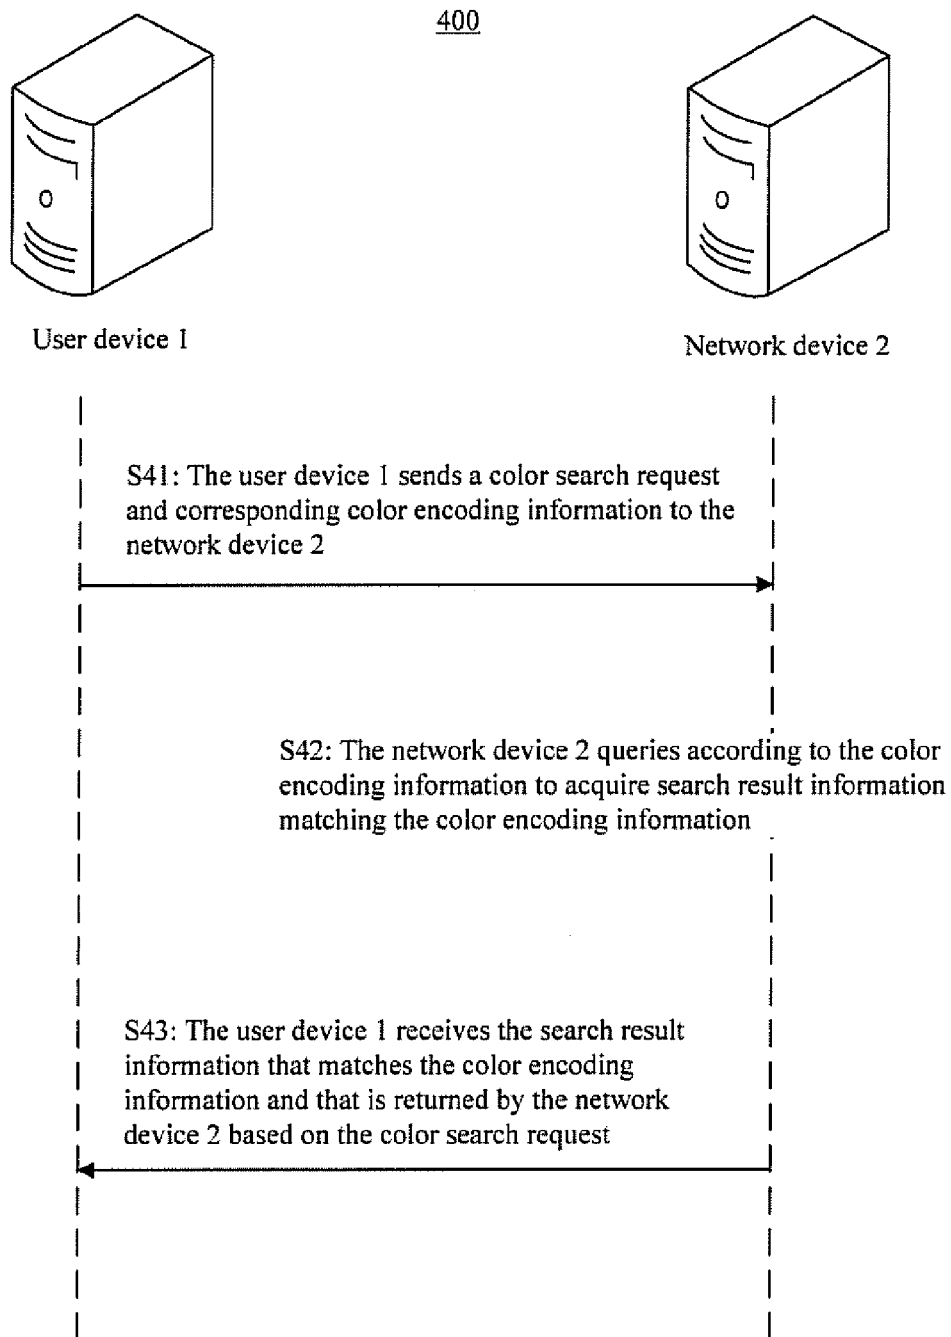 400
User device 1
Network device 2
S41: The user device 1 sends a color search request
and corresponding color encoding information to the
network device 2
S42: The network device 2 queries according to the color
encoding information to acquire search result information
matching the color encoding information
S43: The user device 1 receives the search result
information that matches the color encoding
information and that is returned by the network
device 2 based on the color search request